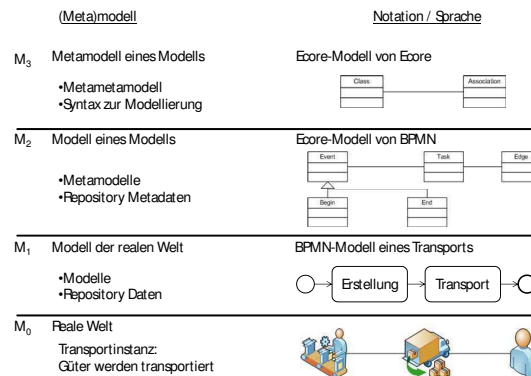 (Meta)modell Notation / Sprache
M3 Metamodell eines Modells Ecore-Modell von Ecore
Class Association
•Metametamodell
•Syntax zur Modellierung
M2 Modell eines Modells Ecore-Modell von BPMN
Event Task Edge
•Metamodelle
•Repository Metadaten
Begin End
M1 Modell der realen Welt BPMN-Modell eines Transports
•Modelle
•Repository Daten
Erstellung Transport
M0 Reale Welt
Transportinstanz:
Güter werden transportiert